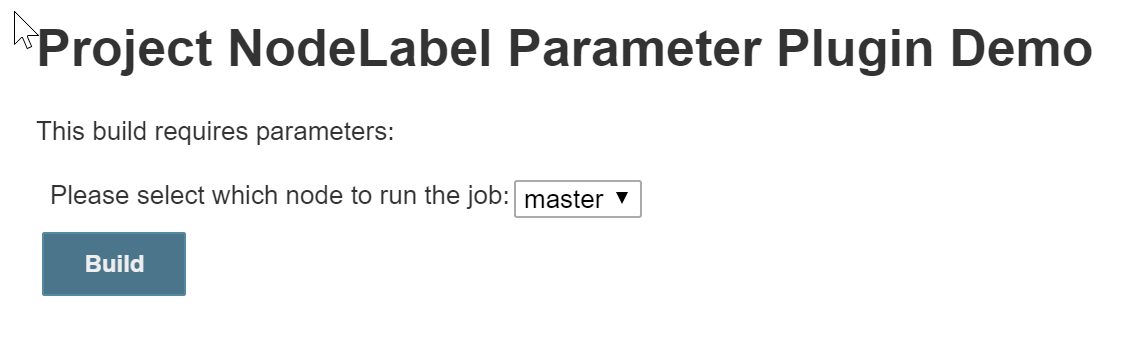 Project NodeLabel Parameter Plugin Demo
This build requires parameters:
Please select which node to run the job: master ▼
Build